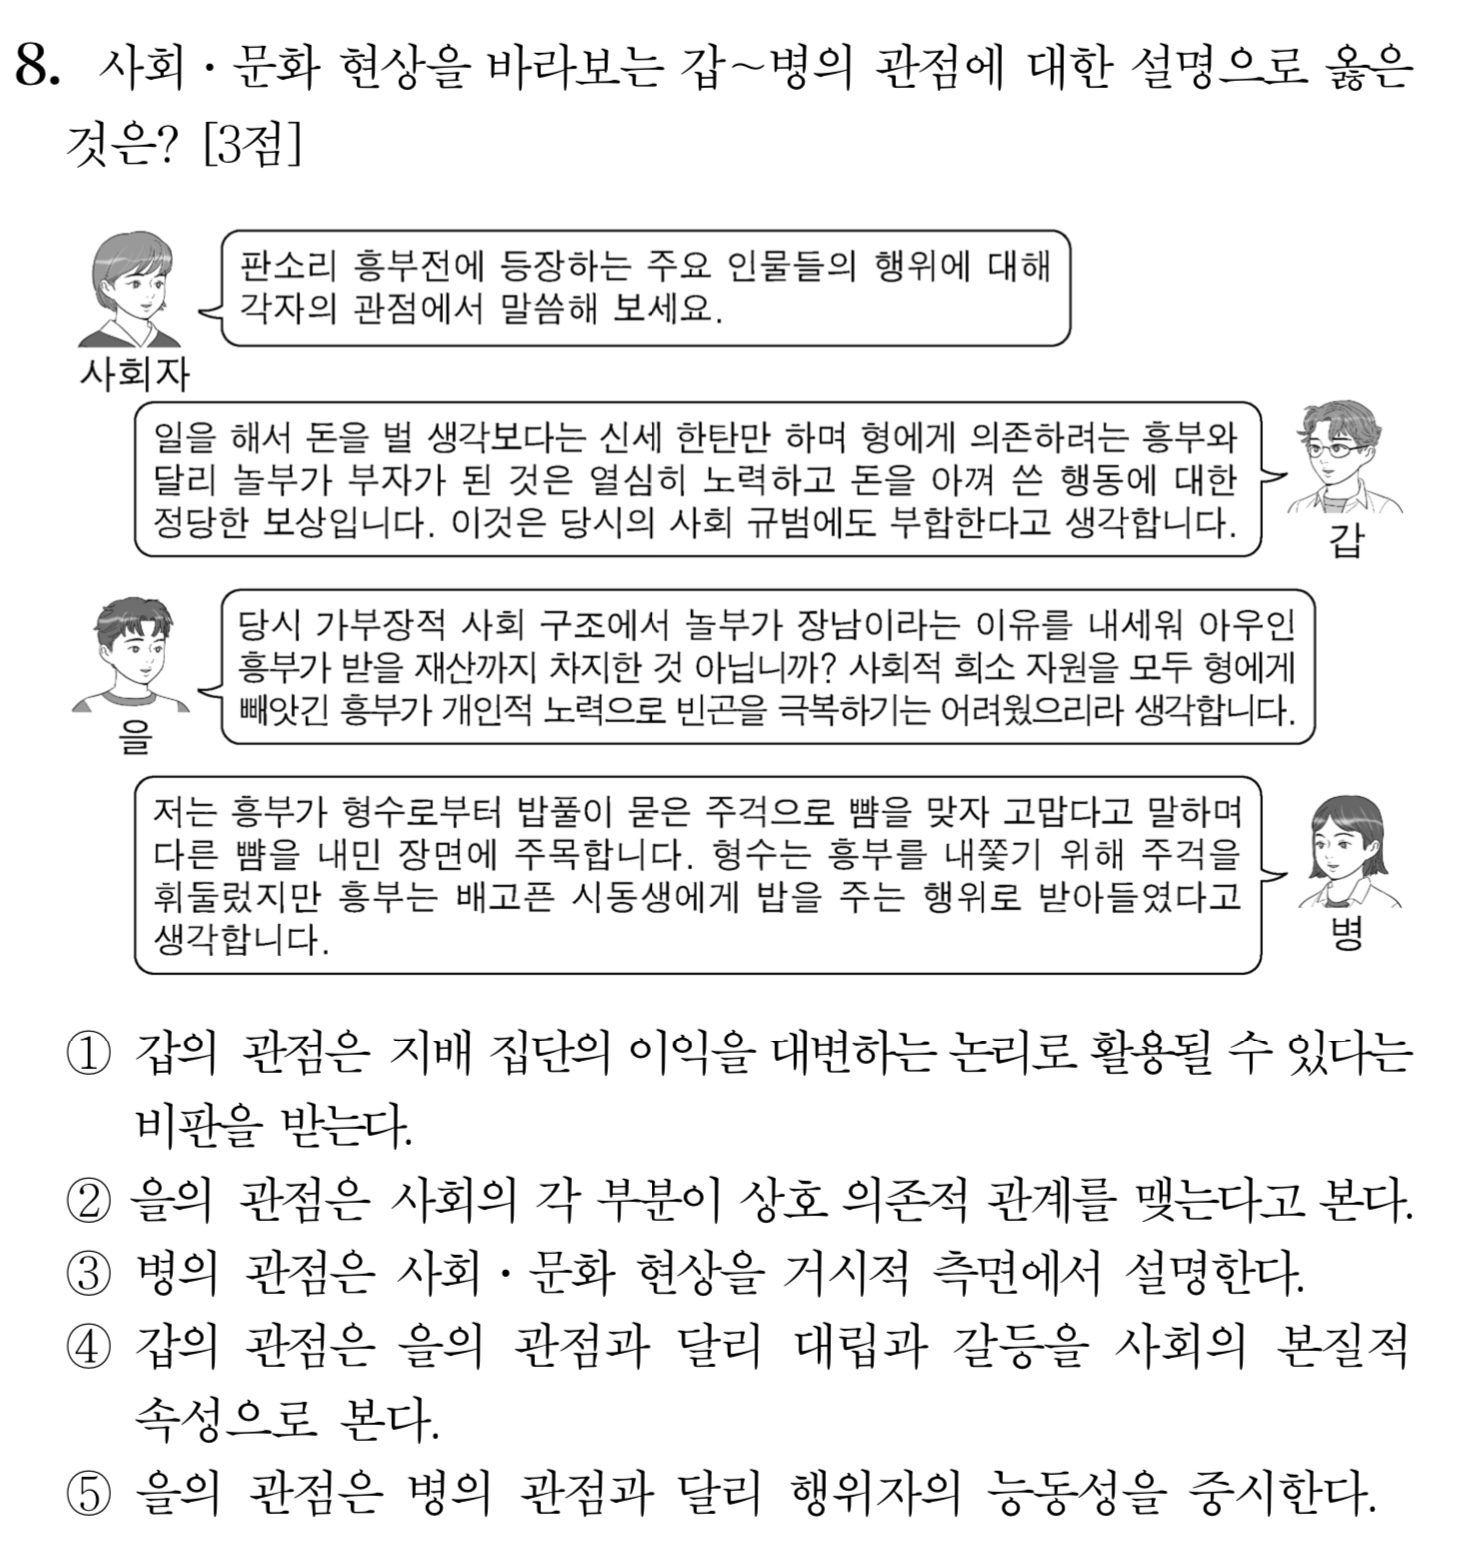 8. 사회·문화 현상을 바라보는 갑~병의 관점에 대한 설명으로 옳은
것은? [3점]
판소리 흥부전에 등장하는 주요 인물들의 행위에 대해
각자의 관점에서 말씀해 보세요.
사회자
일을 해서 돈을 벌 생각보다는 신세 한탄만 하며 형에게 의존하려는 흥부와
달리 놀부가 부자가 된 것은 열심히 노력하고 돈을 아껴 쓴 행동에 대한
정당한 보상입니다. 이것은 당시의 사회 규범에도 부합한다고 생각합니다.
갑
당시 가부장적 사회 구조에서 놀부가 장남이라는 이유를 내세워 아우인
흥부가 받을 재산까지 차지한 것 아닙니까? 사회적 희소 자원을 모두 형에게
빼앗긴 흥부가 개인적 노력으로 빈곤을 극복하기는 어려웠으리라 생각합니다.
을
저는 흥부가 형수로부터 밥풀이 묻은 주걱으로 뺨을 맞자 고맙다고 말하며
다른 뺨을 내민 장면에 주목합니다. 형수는 흥부를 내쫓기 위해 주걱을
휘둘렀지만 흥부는 배고픈 시동생에게 밥을 주는 행위로 받아들였다고
생각합니다.
병
① 갑의 관점은 지배 집단의 이익을 대변하는 논리로 활용될 수 있다는
비판을 받는다.
② 을의 관점은 사회의 각 부분이 상호 의존적 관계를 맺는다고 본다.
③ 병의 관점은 사회·문화 현상을 거시적 측면에서 설명한다.
④ 갑의 관점은 을의 관점과 달리 대립과 갈등을 사회의 본질적
속성으로 본다.
⑤ 을의 관점은 병의 관점과 달리 행위자의 능동성을 중시한다.